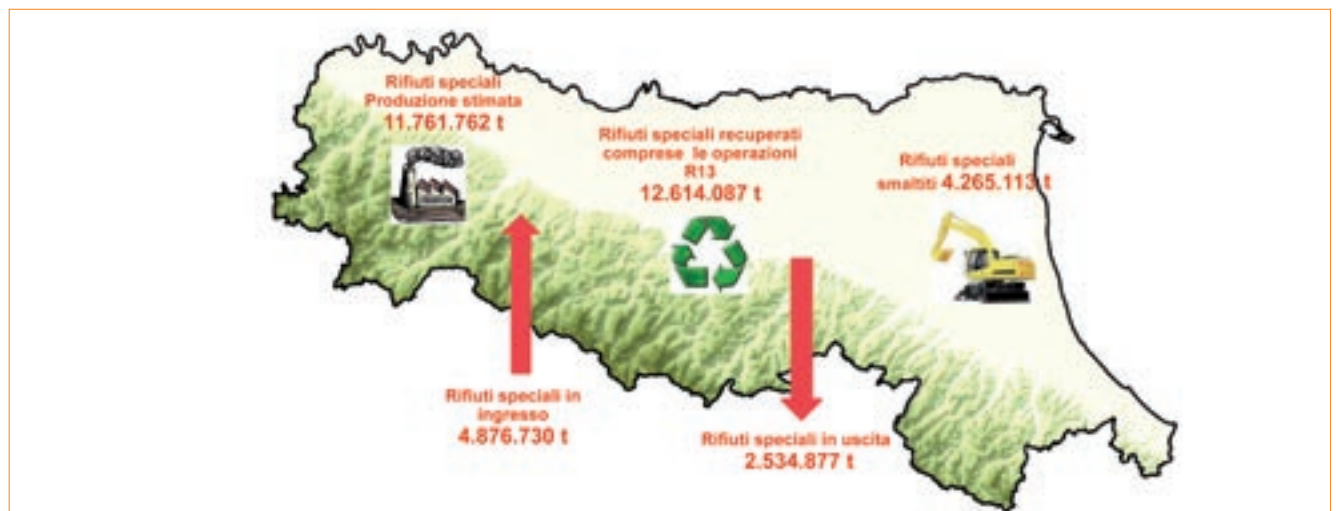 Rifiuti speciali
Produzione stimata
11.761.762 t
Rifiuti speciali recuperati
comprese le operazioni
R13
12.614.087 t
Rifiuti speciali
smaltiti 4.265.113 t
Rifiuti speciali in
ingresso
4.876.730 t
Rifiuti speciali in uscita
2.534.877 t